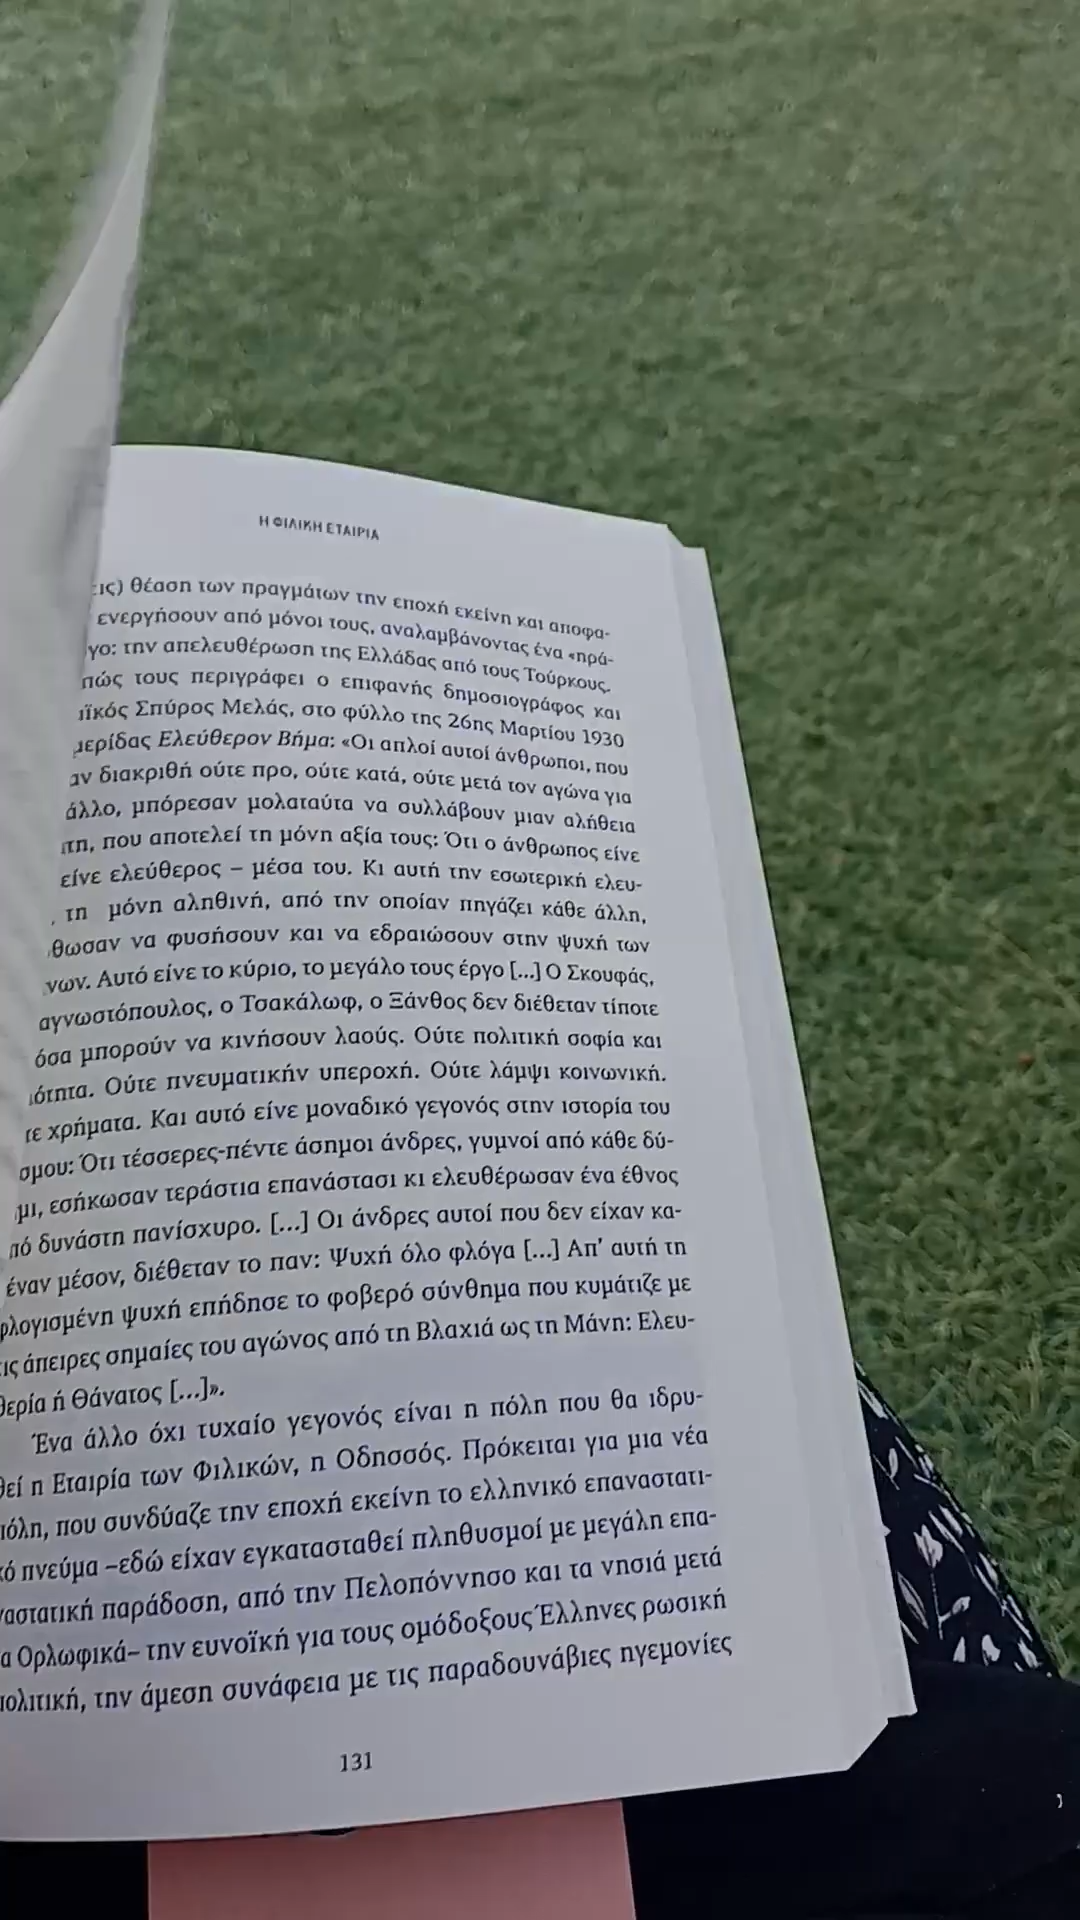 Η ΦΙΛΙΚΗ ΕΤΑΙΡΙΑ
θέαση των πραγμάτων την εποχή εκείνη και αποφα-
ενεργήσουν από μόνοι τους, αναλαμβάνοντας ένα «πρά-
την απελευθέρωση της Ελλάδας από τους Τούρκους.
τους περιγράφει ο επιφανής δημοσιογράφος και
Σπύρος Μελάς, στο φύλλο της 26ης Μαρτίου 1930
Ελεύθερον Βήμα: «Οι απλοί αυτοί άνθρωποι, που
διακριθή ούτε προ, ούτε κατά, ούτε μετά τον αγώνα για
άλλο, μπόρεσαν μολαταύτα να συλλάβουν μιαν αλήθεια
που αποτελεί τη μόνη αξία τους: Ότι ο άνθρωπος είνε
είνε ελεύθερος – μέσα του. Κι αυτή την εσωτερική ελευ-
τη μόνη αληθινή, από την οποίαν πηγάζει κάθε άλλη,
να φυσήσουν και να εδραιώσουν στην ψυχή των
Αυτό είνε το κύριο, το μεγάλο τους έργο [...] Ο Σκουφάς,
ο Τσακάλωφ, ο Ξάνθος δεν διέθεταν τίποτε
όσα μπορούν να κινήσουν λαούς. Ούτε πολιτική σοφία και
Ούτε πνευματικήν υπεροχή. Ούτε λάμψι κοινωνική.
χρήματα. Και αυτό είνε μοναδικό γεγονός στην ιστορία του
Ότι τέσσερες-πέντε άσημοι άνδρες, γυμνοί από κάθε δύ-
εσήκωσαν τεράστια επανάστασι κι ελευθέρωσαν ένα έθνος
δυνάστη πανίσχυρο. [...] Οι άνδρες αυτοί που δεν είχαν κα-
έναν μέσον, διέθεταν το παν: Ψυχή όλο φλόγα [...] Απ’ αυτή τη
ψυχή επήδησε το φοβερό σύνθημα που κυμάτιζε με
άπειρες σημαίες του αγώνος από τη Βλαχιά ως τη Μάνη: Ελευ-
θερία ή Θάνατος [...]».
Ένα άλλο όχι τυχαίο γεγονός είναι η πόλη που θα ιδρυ-
θεί η Εταιρία των Φιλικών, η Οδησσός. Πρόκειται για μια νέα
πόλη, που συνδύαζε την εποχή εκείνη το ελληνικό επαναστατι-
κό πνεύμα –εδώ είχαν εγκατασταθεί πληθυσμοί με μεγάλη επα-
ναστατική παράδοση, από την Πελοπόννησο και τα νησιά μετά
Ορλωφικά– την ευνοϊκή για τους ομόδοξους Έλληνες ρωσική
πολιτική, την άμεση συνάφεια με τις παραδουνάβιες ηγεμονίες
131